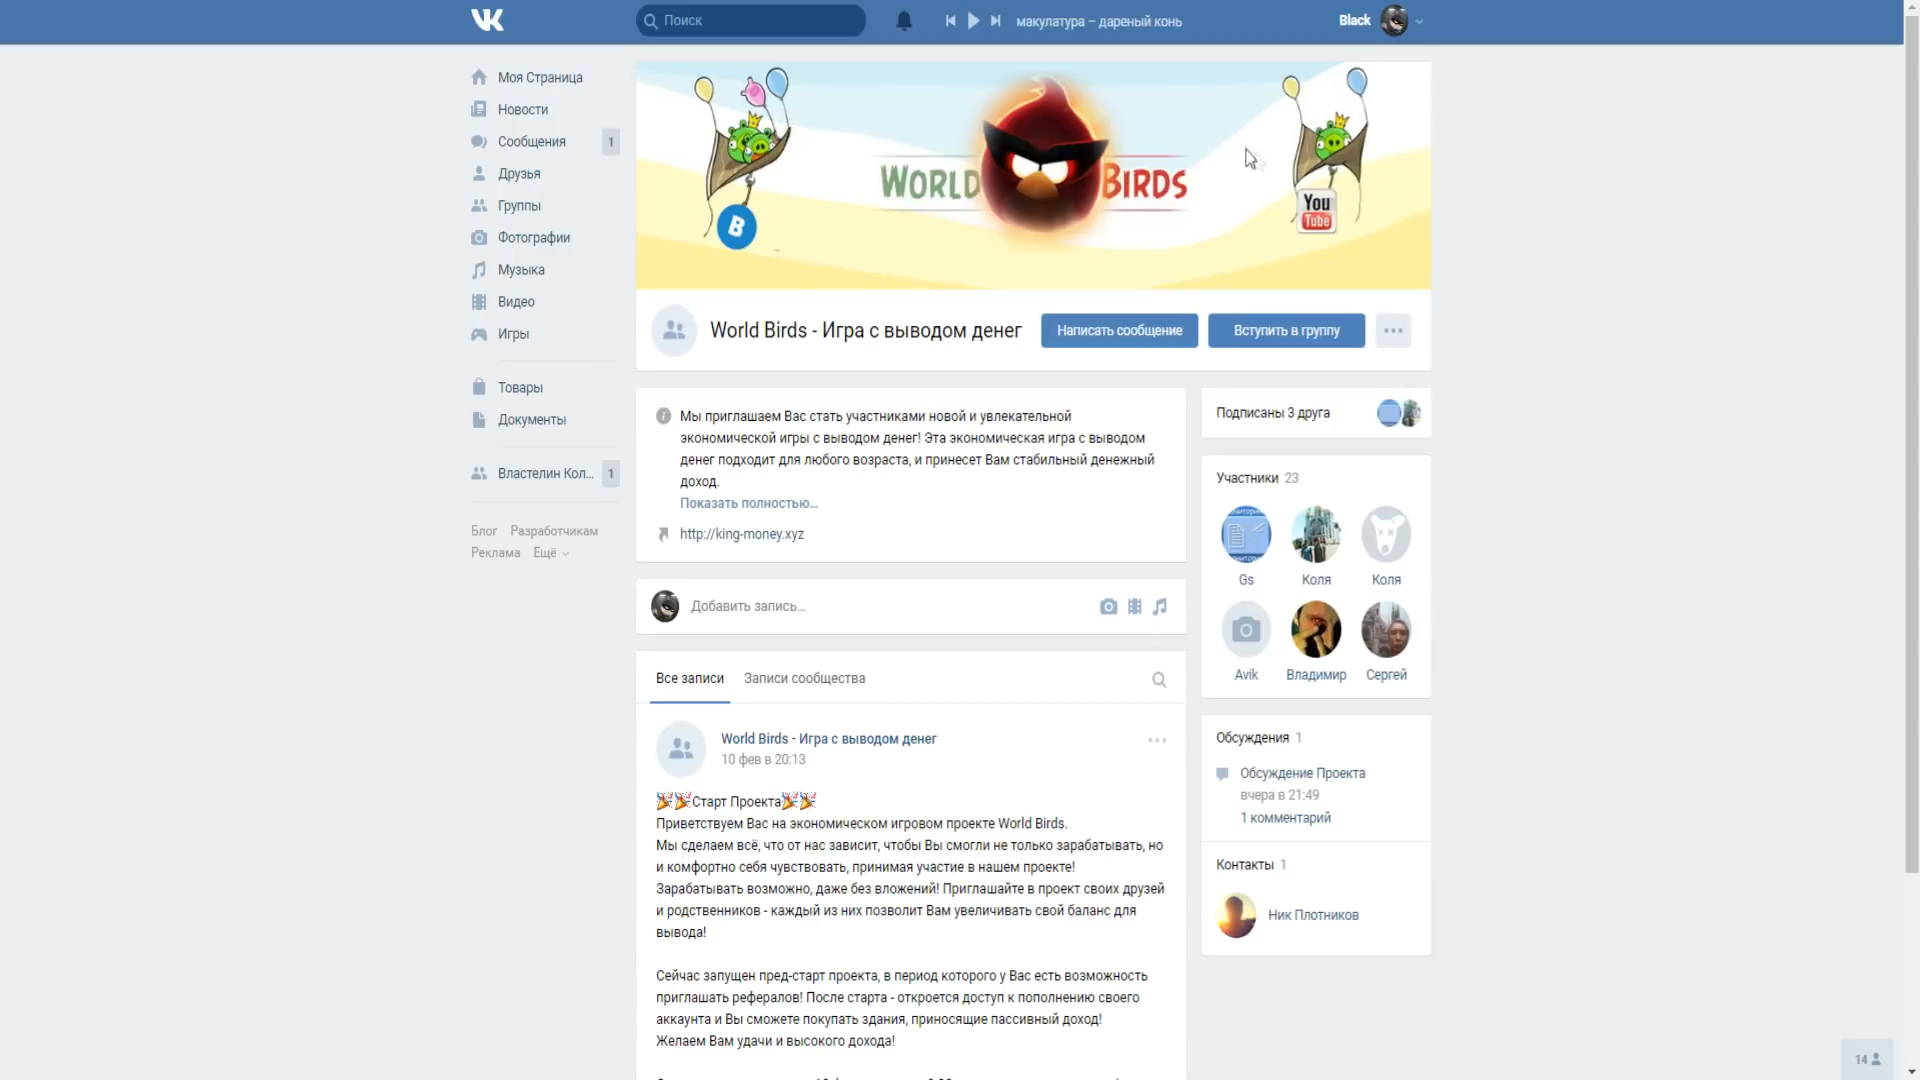 Поиск
макулатура – дареный конь
Black
Моя Страница
Новости
Сообщения 1
Друзья
Группы
Фотографии
Музыка
Видео
Игры
Товары
Документы
Властелин Кол... 1
Блог Разработчикам
Реклама Ещё
WORLD BIRDS
B
You
Tube
World Birds - Игра с выводом денег
Написать сообщение
Вступить в группу
Мы приглашаем Вас стать участниками новой и увлекательной
экономической игры с выводом денег! Эта экономическая игра с выводом
денег подходит для любого возраста, и принесет Вам стабильный денежный
доход.
Показать полностью...
http://king-money.xyz
Добавить запись...
Все записи Записи сообщества
World Birds - Игра с выводом денег
10 фев в 20:13
Старт Проекта
Приветствуем Вас на экономическом игровом проекте World Birds.
Мы сделаем всё, что от нас зависит, чтобы Вы смогли не только зарабатывать, но
и комфортно себя чувствовать, принимая участие в нашем проекте!
Зарабатывать возможно, даже без вложений! Приглашайте в проект своих друзей
и родственников - каждый из них позволит Вам увеличивать свой баланс для
вывода!
Сейчас запущен пред-старт проекта, в период которого у Вас есть возможность
приглашать рефералов! После старта - откроется доступ к пополнению своего
аккаунта и Вы сможете покупать здания, приносящие пассивный доход!
Желаем Вам удачи и высокого дохода!
Подписаны 3 друга
Участники 23
Gs
Коля
Коля
Avik
Владимир
Сергей
Обсуждения 1
Обсуждение Проекта
вчера в 21:49
1 комментарий
Контакты 1
Ник Плотников
14